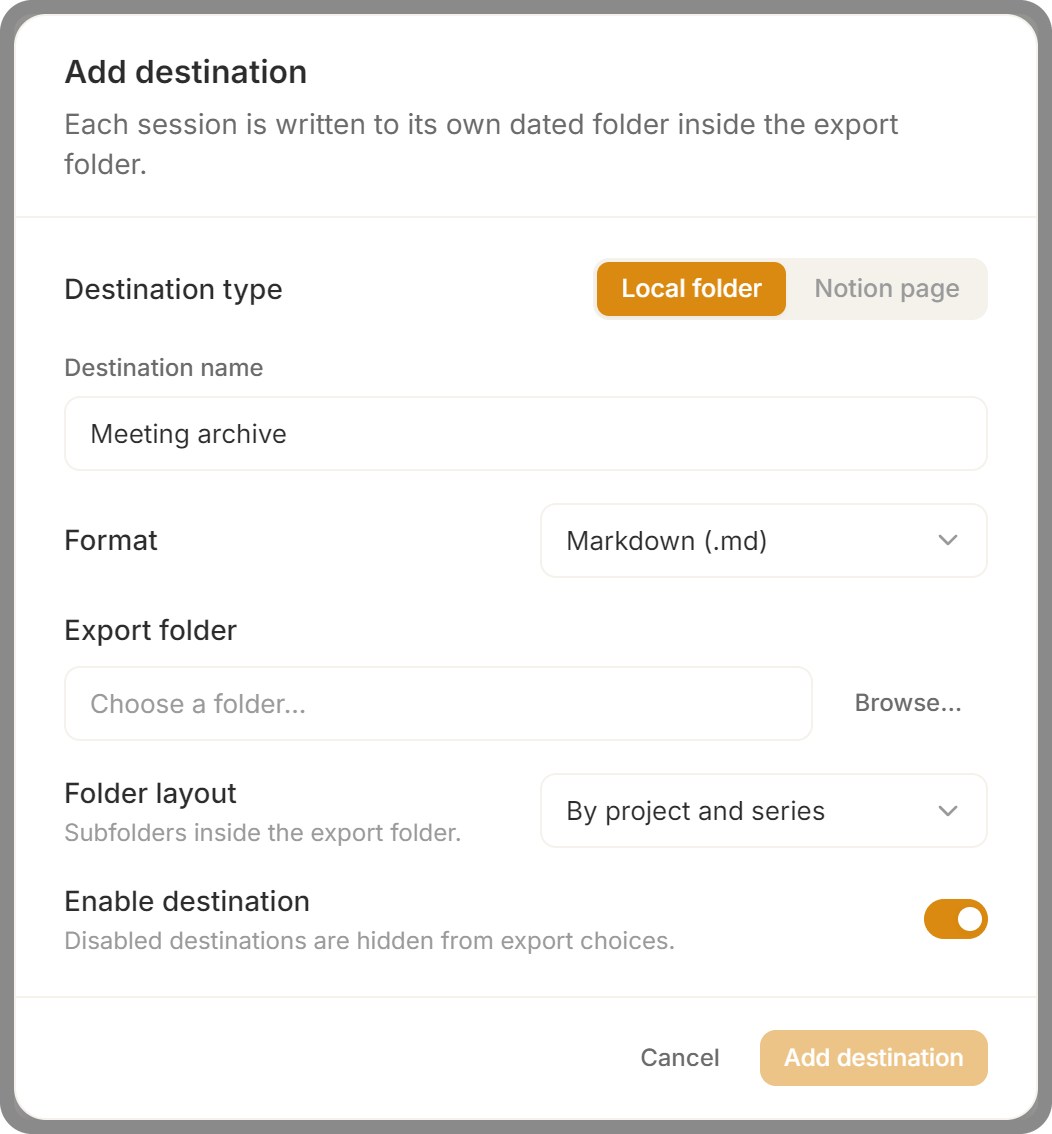 Add destination
Each session is written to its own dated folder inside the export
folder.
Destination type
Local folder
Notion page
Destination name
Meeting archive
Format
Markdown (.md)
Export folder
Choose a folder...
Browse...
Folder layout
Subfolders inside the export folder.
By project and series
Enable destination
Disabled destinations are hidden from export choices.
Cancel
Add destination